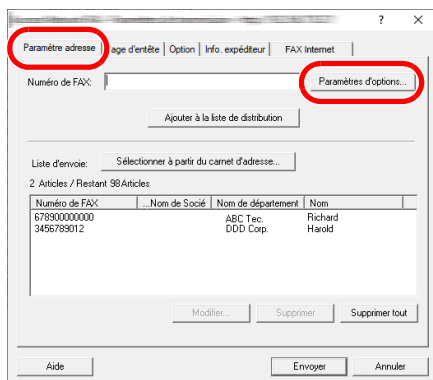 ? ×
Paramètre adresse age d'entête Option Info. expéditeur FAX Internet
Numéro de FAX: Paramètres d'options...
Ajouter à la liste de distribution
Liste d'envoie: Sélectionner à partir du carnet d'adresse...
2 Articles / Restant 98Articles
Numéro de FAX ...Nom de Socié Nom de département Nom
678900000000 ABC Tec. Richard
3456789012 DDD Corp. Harold
Modifier... Supprimer Supprimer tout
Aide Envoyer Annuler